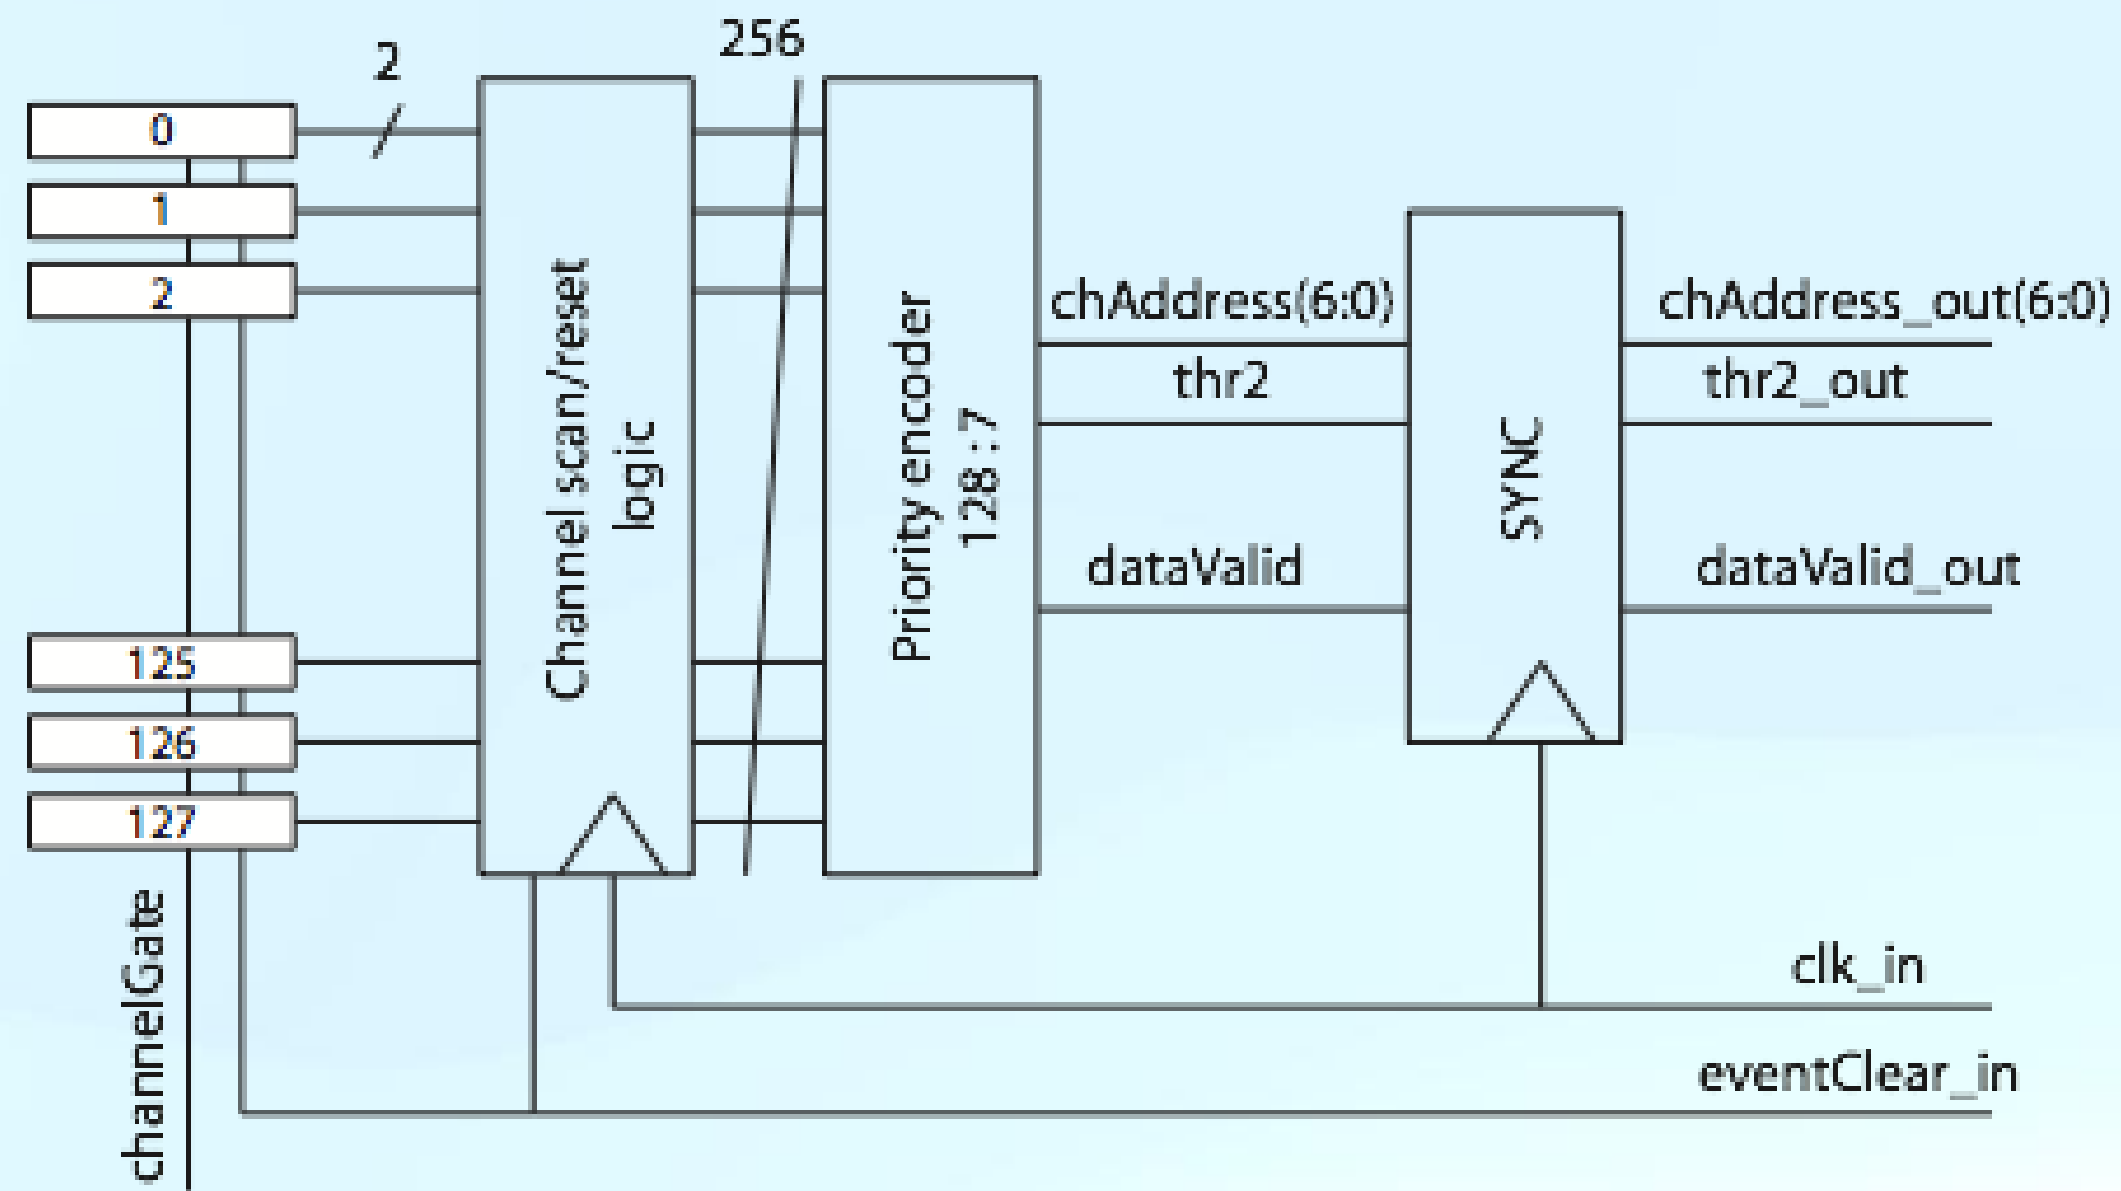 2
256
0
1
2
125
126
127
channelGate
Channel scan/reset
logic
Priority encoder
128 : 7
chAddress(6:0)
thr2
dataValid
SYNC
chAddress_out(6:0)
thr2_out
dataValid_out
clk_in
eventClear_in